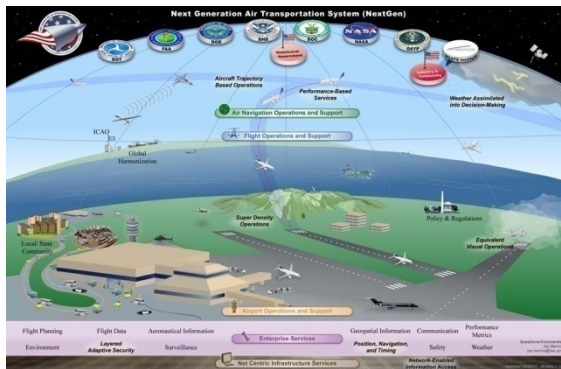 Next Generation Air Transportation System (NextGen)
DOT
FAA
DOD
DHS
DOC
NASA
OSTP
Aircraft Trajectory
Based Operations
Performance-Based
Services
Weather Assimilated
into Decision-Making
Air Navigation Operations and Support
Flight Operations and Support
ICAO
Global
Harmonization
Policy & Regulations
Super Density
Operations
Local State
Community
Equivalent
Visual Operations
Airport Operations and Support
Flight Planning
Flight Data
Aeronautical Information
Enterprise Services
Geospatial Information
Communication
Performance
Metrics
Environment
Layered
Adaptive Security
Surveillance
Position, Navigation,
and Timing
Safety
Weather
Net Centric Infrastructure Services
Network-Enabled
Information Access